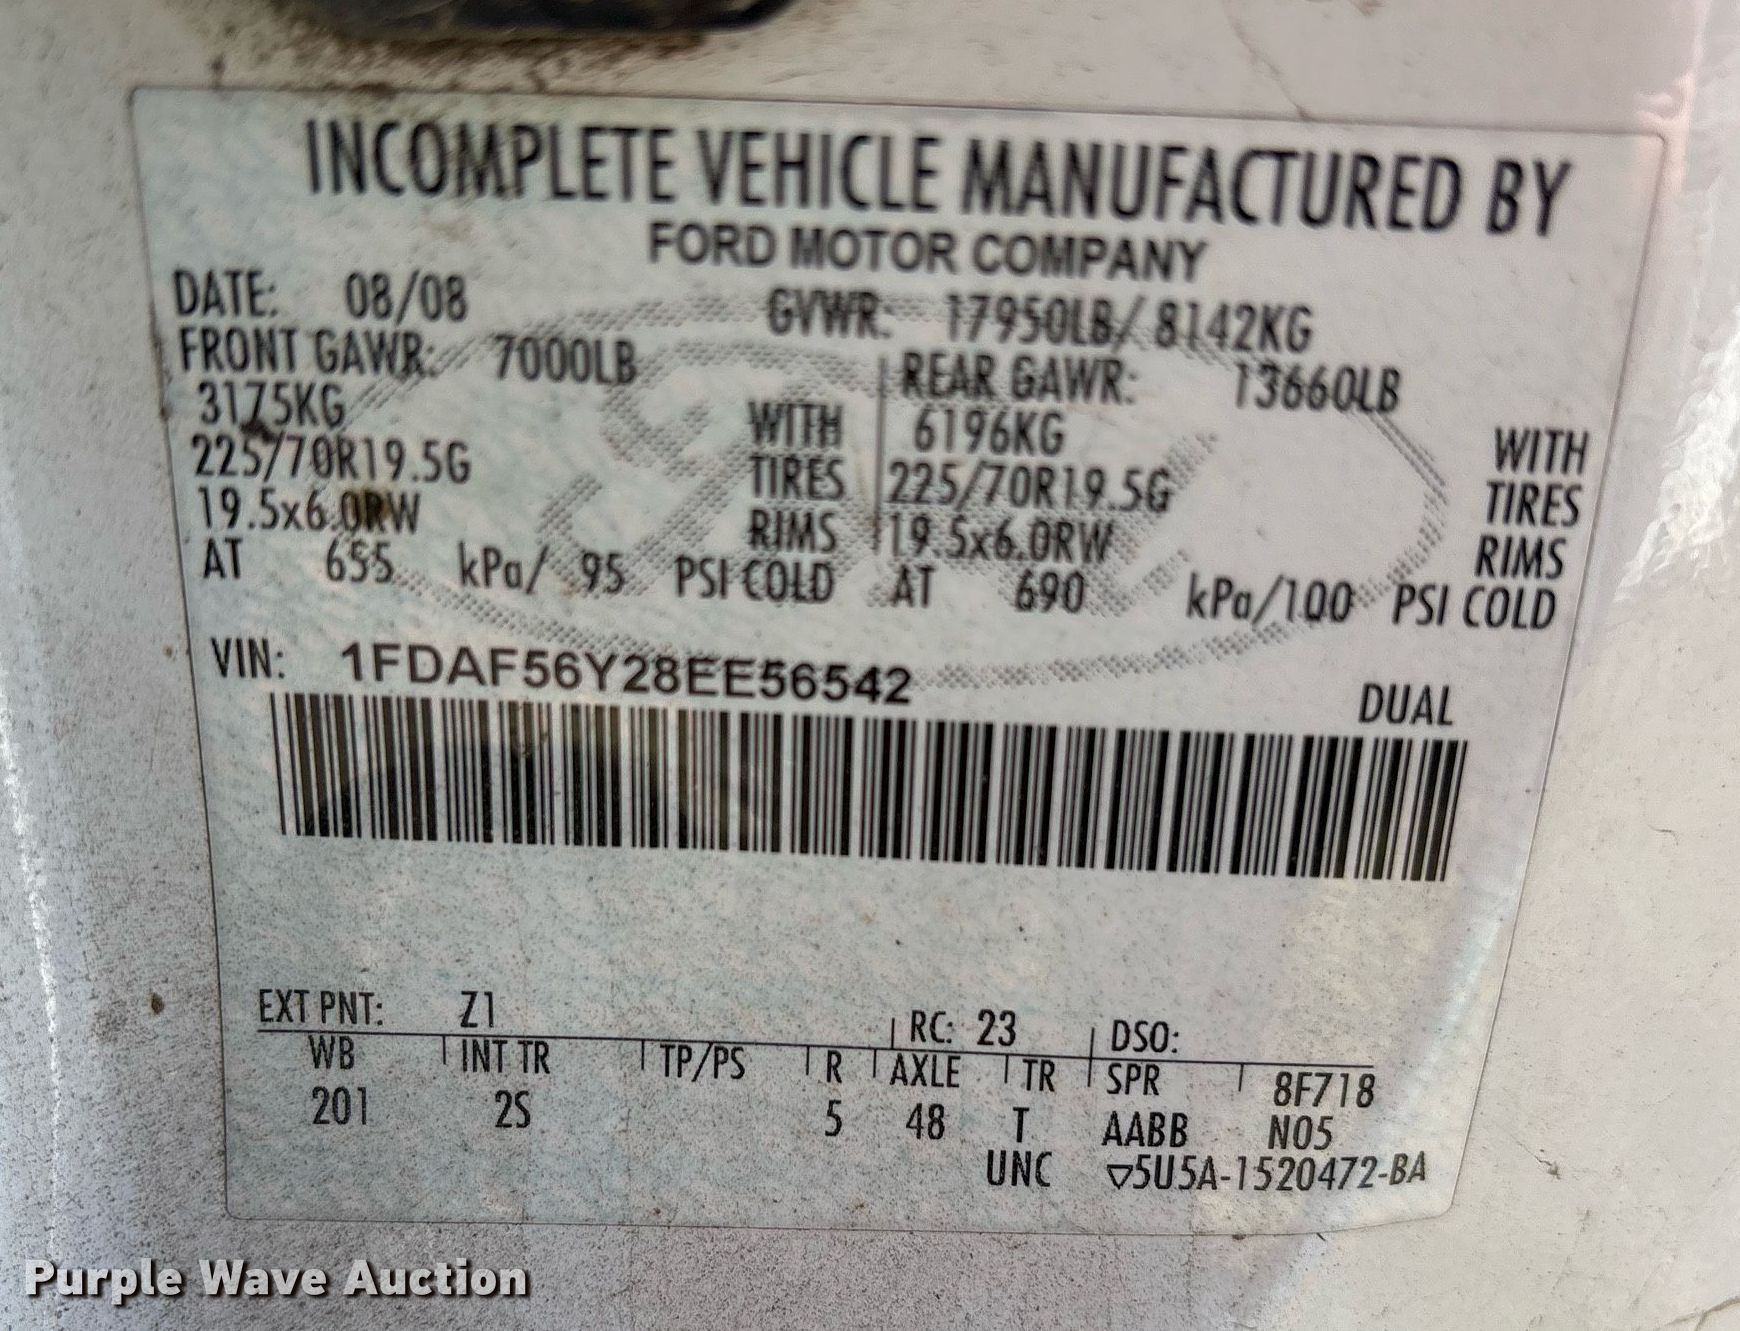 INCOMPLETE VEHICLE MANUFACTURED BY
FORD MOTOR COMPANY
DATE: 08/08 GVWR: 17950LB/ 8142KG
FRONT GAWR: 7000LB REAR GAWR: 13660LB
3175KG WITH 6196KG WITH
225/70R19.5G TIRES 225/70R19.5G TIRES
19.5x6.0RW RIMS 19.5x6.0RW RIMS
AT 655 kPa/ 95 PSI COLD AT 690 kPa/100 PSI COLD
VIN: 1FDAF56Y28EE56542
DUAL
EXT PNT: Z1 RC: 23 DSO:
WB INT TR TP/PS R AXLE TR SPR 8F718
201 2S 5 48 T AABB N05
UNC ▽5U5A-1520472-BA
Purple Wave Auction